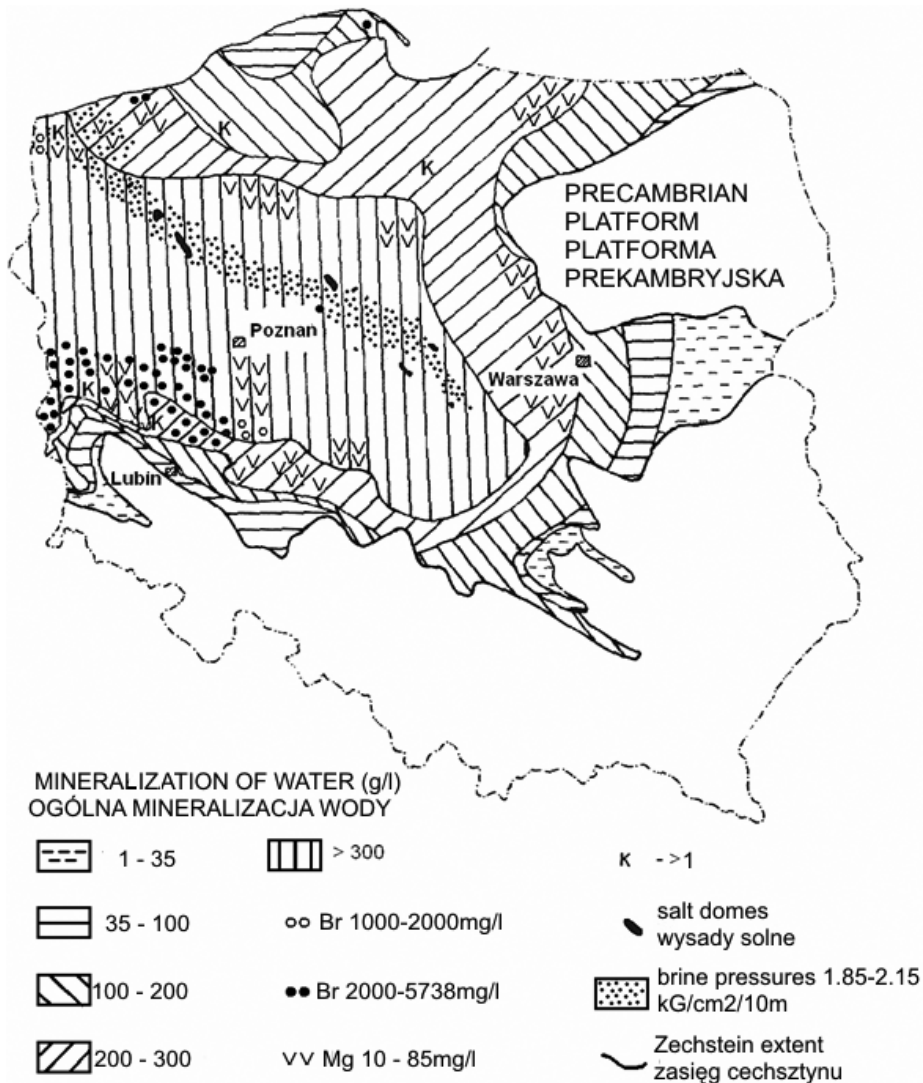 K
K
K
PRECAMBRIAN
PLATFORM
PLATFORMA
PREKAMBRYJSKA
Poznan
Warszawa
K
K
Lubin
MINERALIZATION OF WATER (g/l)
OGÓLNA MINERALIZACJA WODY
1 - 35
> 300
K ->1
35 - 100
Br 1000-2000mg/l
salt domes
wysady solne
100 - 200
Br 2000-5738mg/l
brine pressures 1.85-2.15
kG/cm2/10m
200 - 300
Mg 10 - 85mg/l
Zechstein extent
zasięg cechsztynu